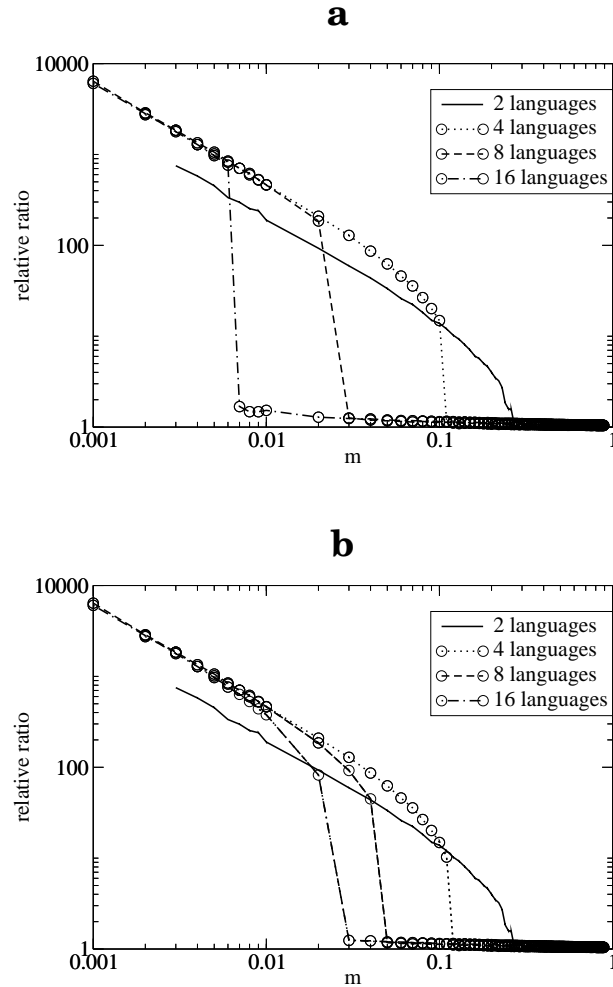 a
10000
100
1
relative ratio
2 languages
4 languages
8 languages
16 languages
0.001
0.01
0.1
1
m
b
10000
100
1
relative ratio
2 languages
4 languages
8 languages
16 languages
0.001
0.01
0.1
1
m